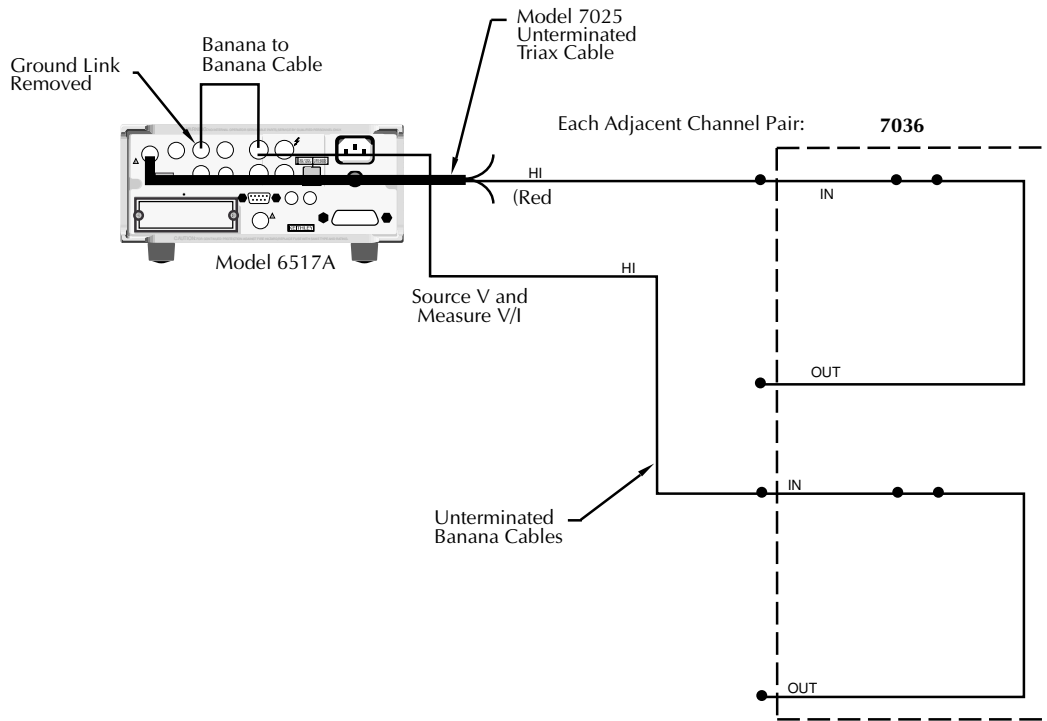 Model 7025
Unterminated
Triax Cable
Banana to
Banana Cable
Ground Link
Removed
Each Adjacent Channel Pair:
7036
HI
(Red
IN
Model 6517A
HI
Source V and
Measure V/I
OUT
IN
Unterminated
Banana Cables
OUT